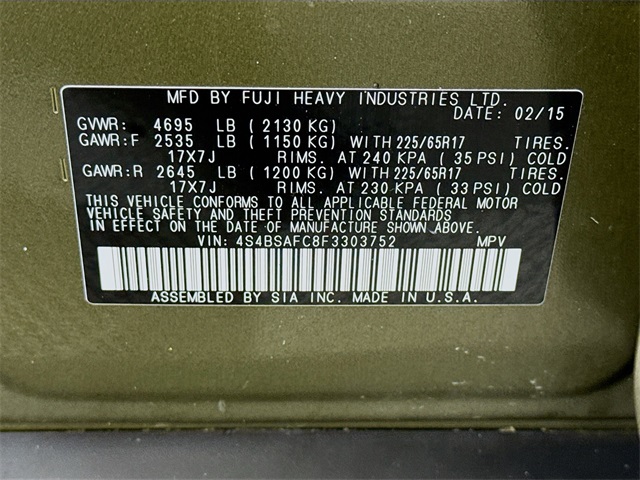 MFD BY FUJI HEAVY INDUSTRIES LTD.
DATE: 02/15
GVWR: 4695 LB (2130 KG)
GAWR:F 2535 LB (1150 KG) WITH 225/65R17 TIRES.
17X7J RIMS. AT 240 KPA (35 PSI) COLD
GAWR:R 2645 LB (1200 KG) WITH 225/65R17 TIRES.
17X7J RIMS. AT 230 KPA (33 PSI) COLD
THIS VEHICLE CONFORMS TO ALL APPLICABLE FEDERAL MOTOR
VEHICLE SAFETY AND THEFT PREVENTION STANDARDS
IN EFFECT ON THE DATE OF MANUFACTURE SHOWN ABOVE.
VIN: 4S4BSAFC8F3303752 MPV
ASSEMBLED BY SIA INC. MADE IN U.S.A.